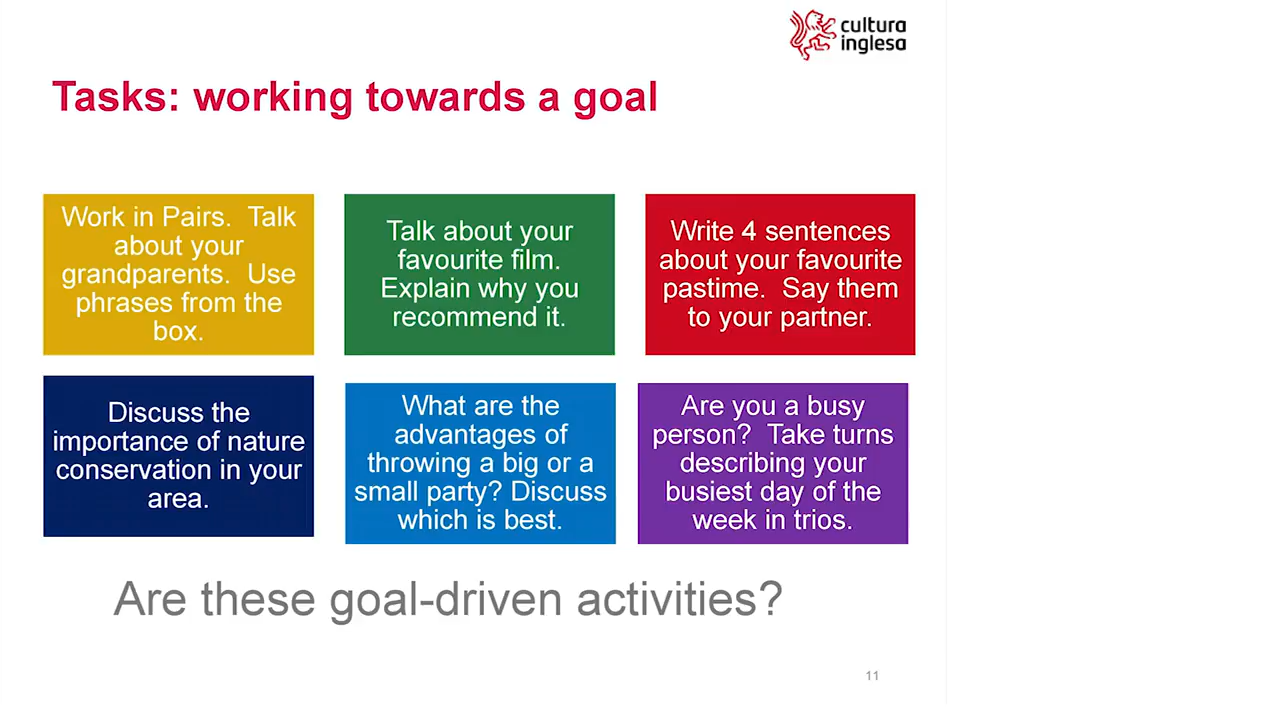 cultura
inglesa
Tasks: working towards a goal
Work in Pairs.  Talk
about your
grandparents.  Use
phrases from the
box.
Talk about your
favourite film.
Explain why you
recommend it.
Write 4 sentences
about your favourite
pastime.  Say them
to your partner.
Discuss the
importance of nature
conservation in your
area.
What are the
advantages of
throwing a big or a
small party? Discuss
which is best.
Are you a busy
person?  Take turns
describing your
busiest day of the
week in trios.
Are these goal-driven activities?
11